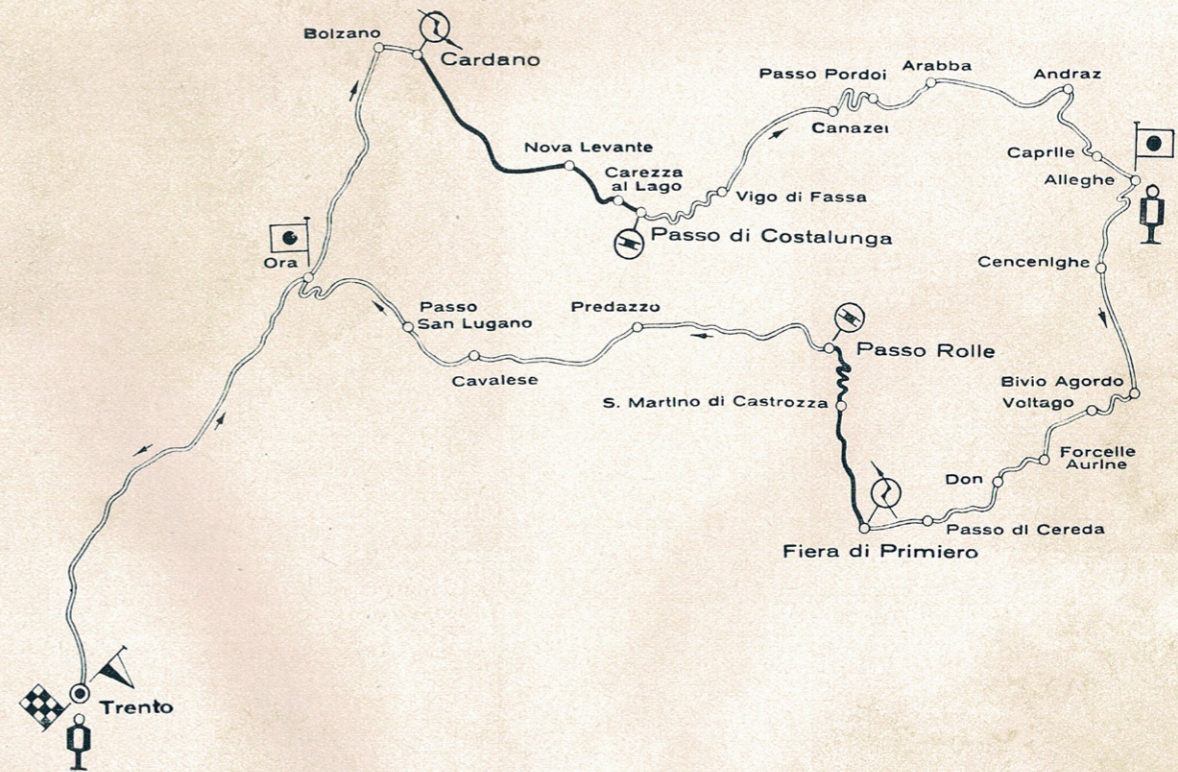 Bolzano
Cardano
Passo Pordoi
Arabba
Andraz
Canazei
Nova Levante
Carezza
al Lago
Caprile
Alleghe
Vigo di Fassa
Passo di Costalunga
Ora
Cencenighe
Passo
San Lugano
Predazzo
Passo Rolle
Cavalese
Bivio Agordo
S. Martino di Castrozza
Voltago
Forcelle
Aurine
Don
Passo di Cereda
Fiera di Primiero
Trento